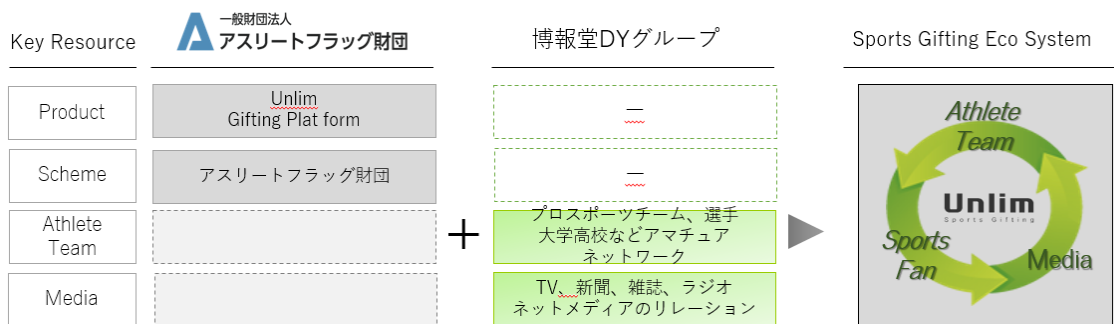 Key Resource
一般財団法人
アスリートフラッグ財団
博報堂DYグループ
Sports Gifting Eco System
Product
Unlim
Gifting Plat form
—
Scheme
アスリートフラッグ財団
—
Athlete
Team
+
プロスポーツチーム、選手
大学高校などアマチュア
ネットワーク
Media
TV、新聞、雑誌、ラジオ
ネットメディアのリレーション
Athlete
Team
Unlim
Sports Gifting
Sports
Fan
Media